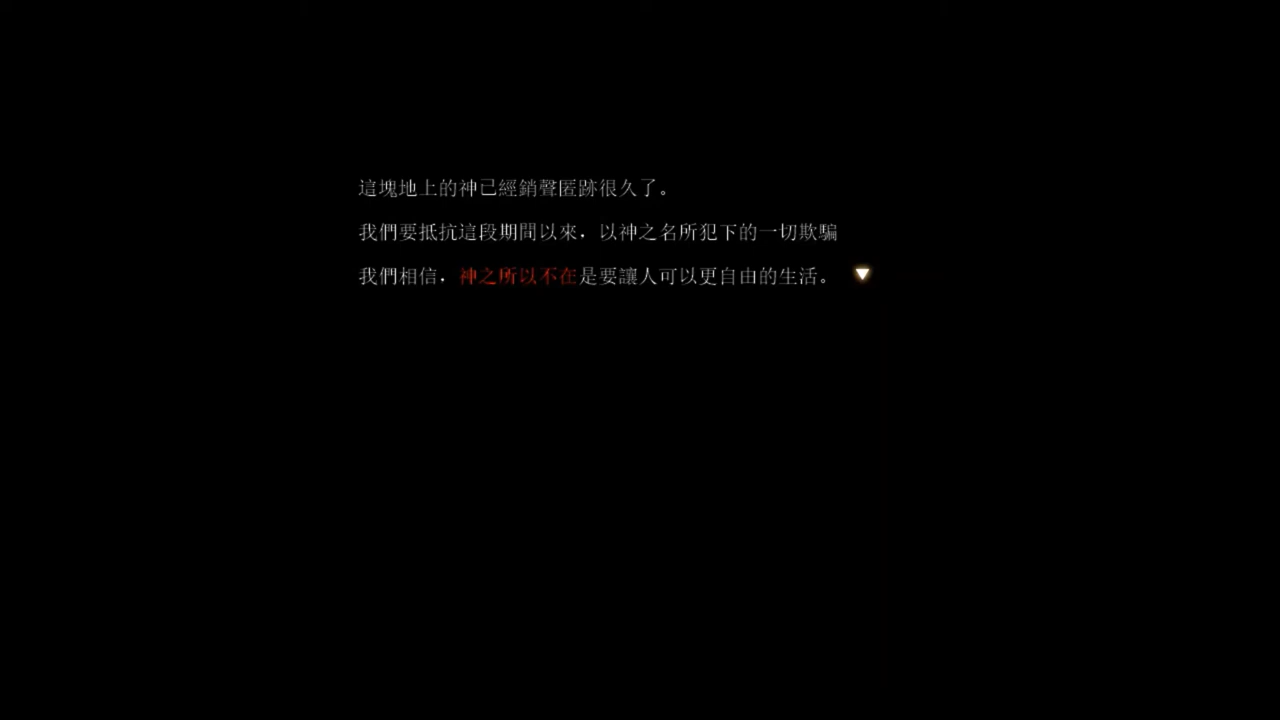 這塊地上的神已經銷聲匿跡很久了。
我們要抵抗這段期間以來，以神之名所犯下的一切欺騙
我們相信，神之所以不在是要讓人可以更自由的生活。